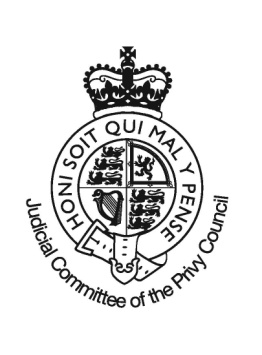 HONI SOIT QUI MAL Y PENSE
Judicial Committee of the Privy Council